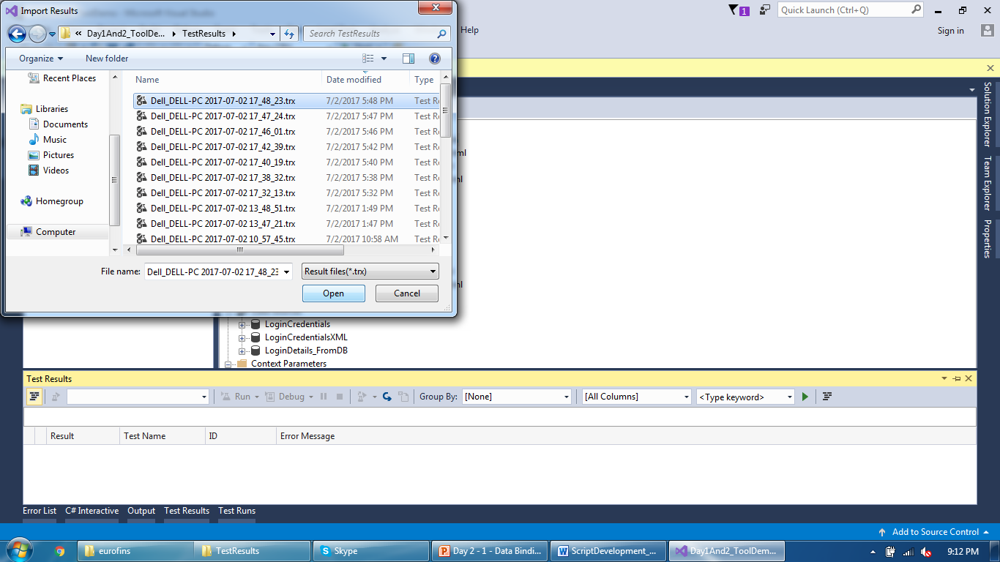 Import Results
1
Quick Launch (Ctrl+Q)
Day1And2_ToolDe...
TestResults
Search TestResults
Help
Sign in
Organize
New folder
?
Recent Places
Libraries
Documents
Music
Pictures
Videos
Homegroup
Computer
Name Date modified Type
Dell_DELL-PC 2017-07-02 17_48_23.trx 7/2/2017 5:48 PM Test Re
Dell_DELL-PC 2017-07-02 17_47_24.trx 7/2/2017 5:47 PM Test Re
Dell_DELL-PC 2017-07-02 17_46_01.trx 7/2/2017 5:46 PM Test Re
Dell_DELL-PC 2017-07-02 17_42_39.trx 7/2/2017 5:42 PM Test Re
Dell_DELL-PC 2017-07-02 17_40_19.trx 7/2/2017 5:40 PM Test Re
Dell_DELL-PC 2017-07-02 17_38_32.trx 7/2/2017 5:38 PM Test Re
Dell_DELL-PC 2017-07-02 17_32_13.trx 7/2/2017 5:32 PM Test Re
Dell_DELL-PC 2017-07-02 13_48_51.trx 7/2/2017 1:49 PM Test Re
Dell_DELL-PC 2017-07-02 13_47_21.trx 7/2/2017 1:47 PM Test Re
Dell_DELL-PC 2017-07-02 10_57_45.trx 7/2/2017 10:58 AM Test Re
File name: Dell_DELL-PC 2017-07-02 17_48_23
Result files(*.trx)
Open
Cancel
Solution Explorer
Team Explorer
Properties
LoginCredentials
LoginCredentialsXML
LoginDetails_FromDB
Context Parameters
Test Results
Run
Debug
Group By: [None]
[All Columns]
<Type keyword>
Result Test Name ID Error Message
Error List C# Interactive Output Test Results Test Runs
Add to Source Control
eurofins
TestResults
Skype
Day 2 - 1 - Data Bindi...
ScriptDevelopment_...
Day1And2_ToolDem...
9:12 PM